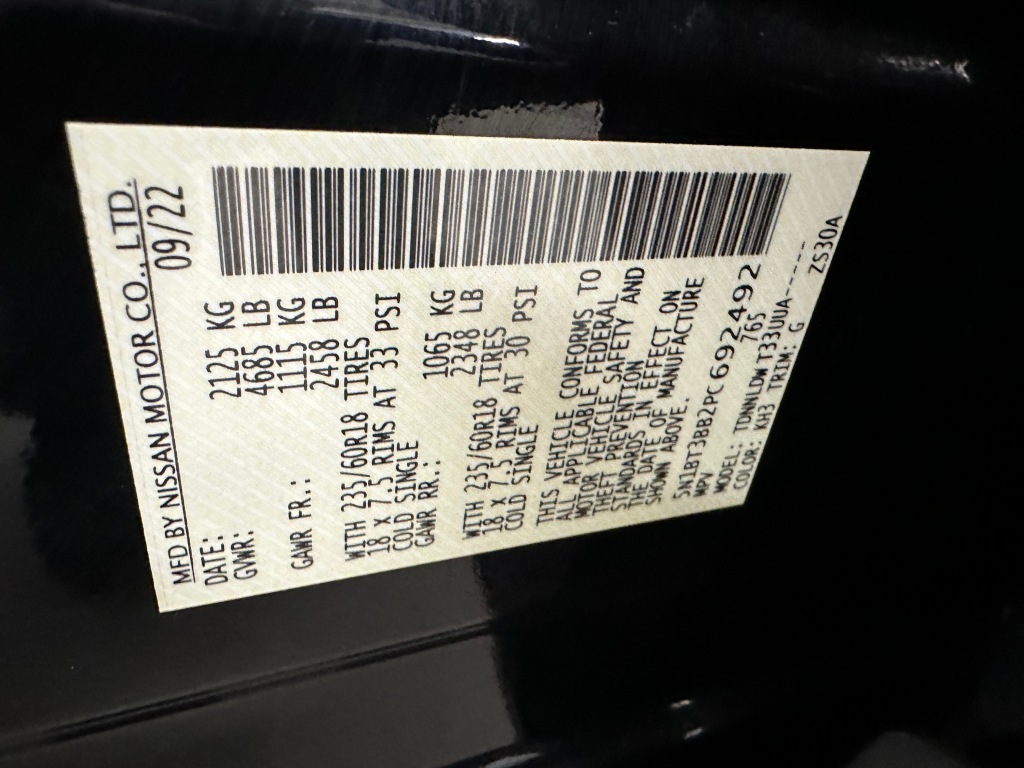 MFD BY NISSAN MOTOR CO., LTD.
DATE: 09/22
GVWR: 2125 KG
4685 LB
GAWR FR.: 1115 KG
2458 LB
WITH 235/60R18 TIRES
18 X 7.5 RIMS AT 33 PSI
COLD SINGLE
GAWR RR.: 1065 KG
2348 LB
WITH 235/60R18 TIRES
18 X 7.5 RIMS AT 30 PSI
COLD SINGLE
THIS VEHICLE CONFORMS TO
ALL APPLICABLE FEDERAL
MOTOR VEHICLE SAFETY AND
THEFT PREVENTION
STANDARDS IN EFFECT ON
THE DATE OF MANUFACTURE
SHOWN ABOVE.
5N1BT3BB2PC692492
MPV 765
MODEL: TDNNLDWT33UUA-----
COLOR: KH3 TRIM: G ZS30A